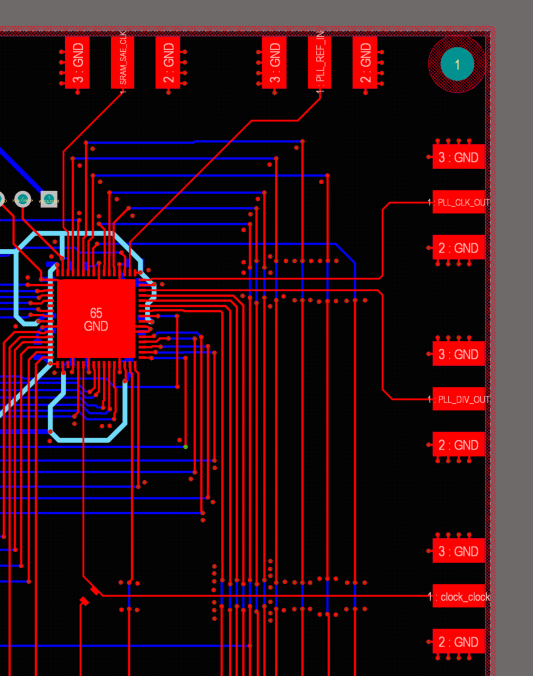 3 : GND
1 : SRAM_SAE_CLK
2 : GND
3 : GND
1 : PLL_REF_IN
2 : GND
1
3 : GND
1 : PLL_CLK_OUT
2 : GND
65
GND
3 : GND
1 : PLL_DIV_OUT
2 : GND
3 : GND
1 : clock_clock
2 : GND